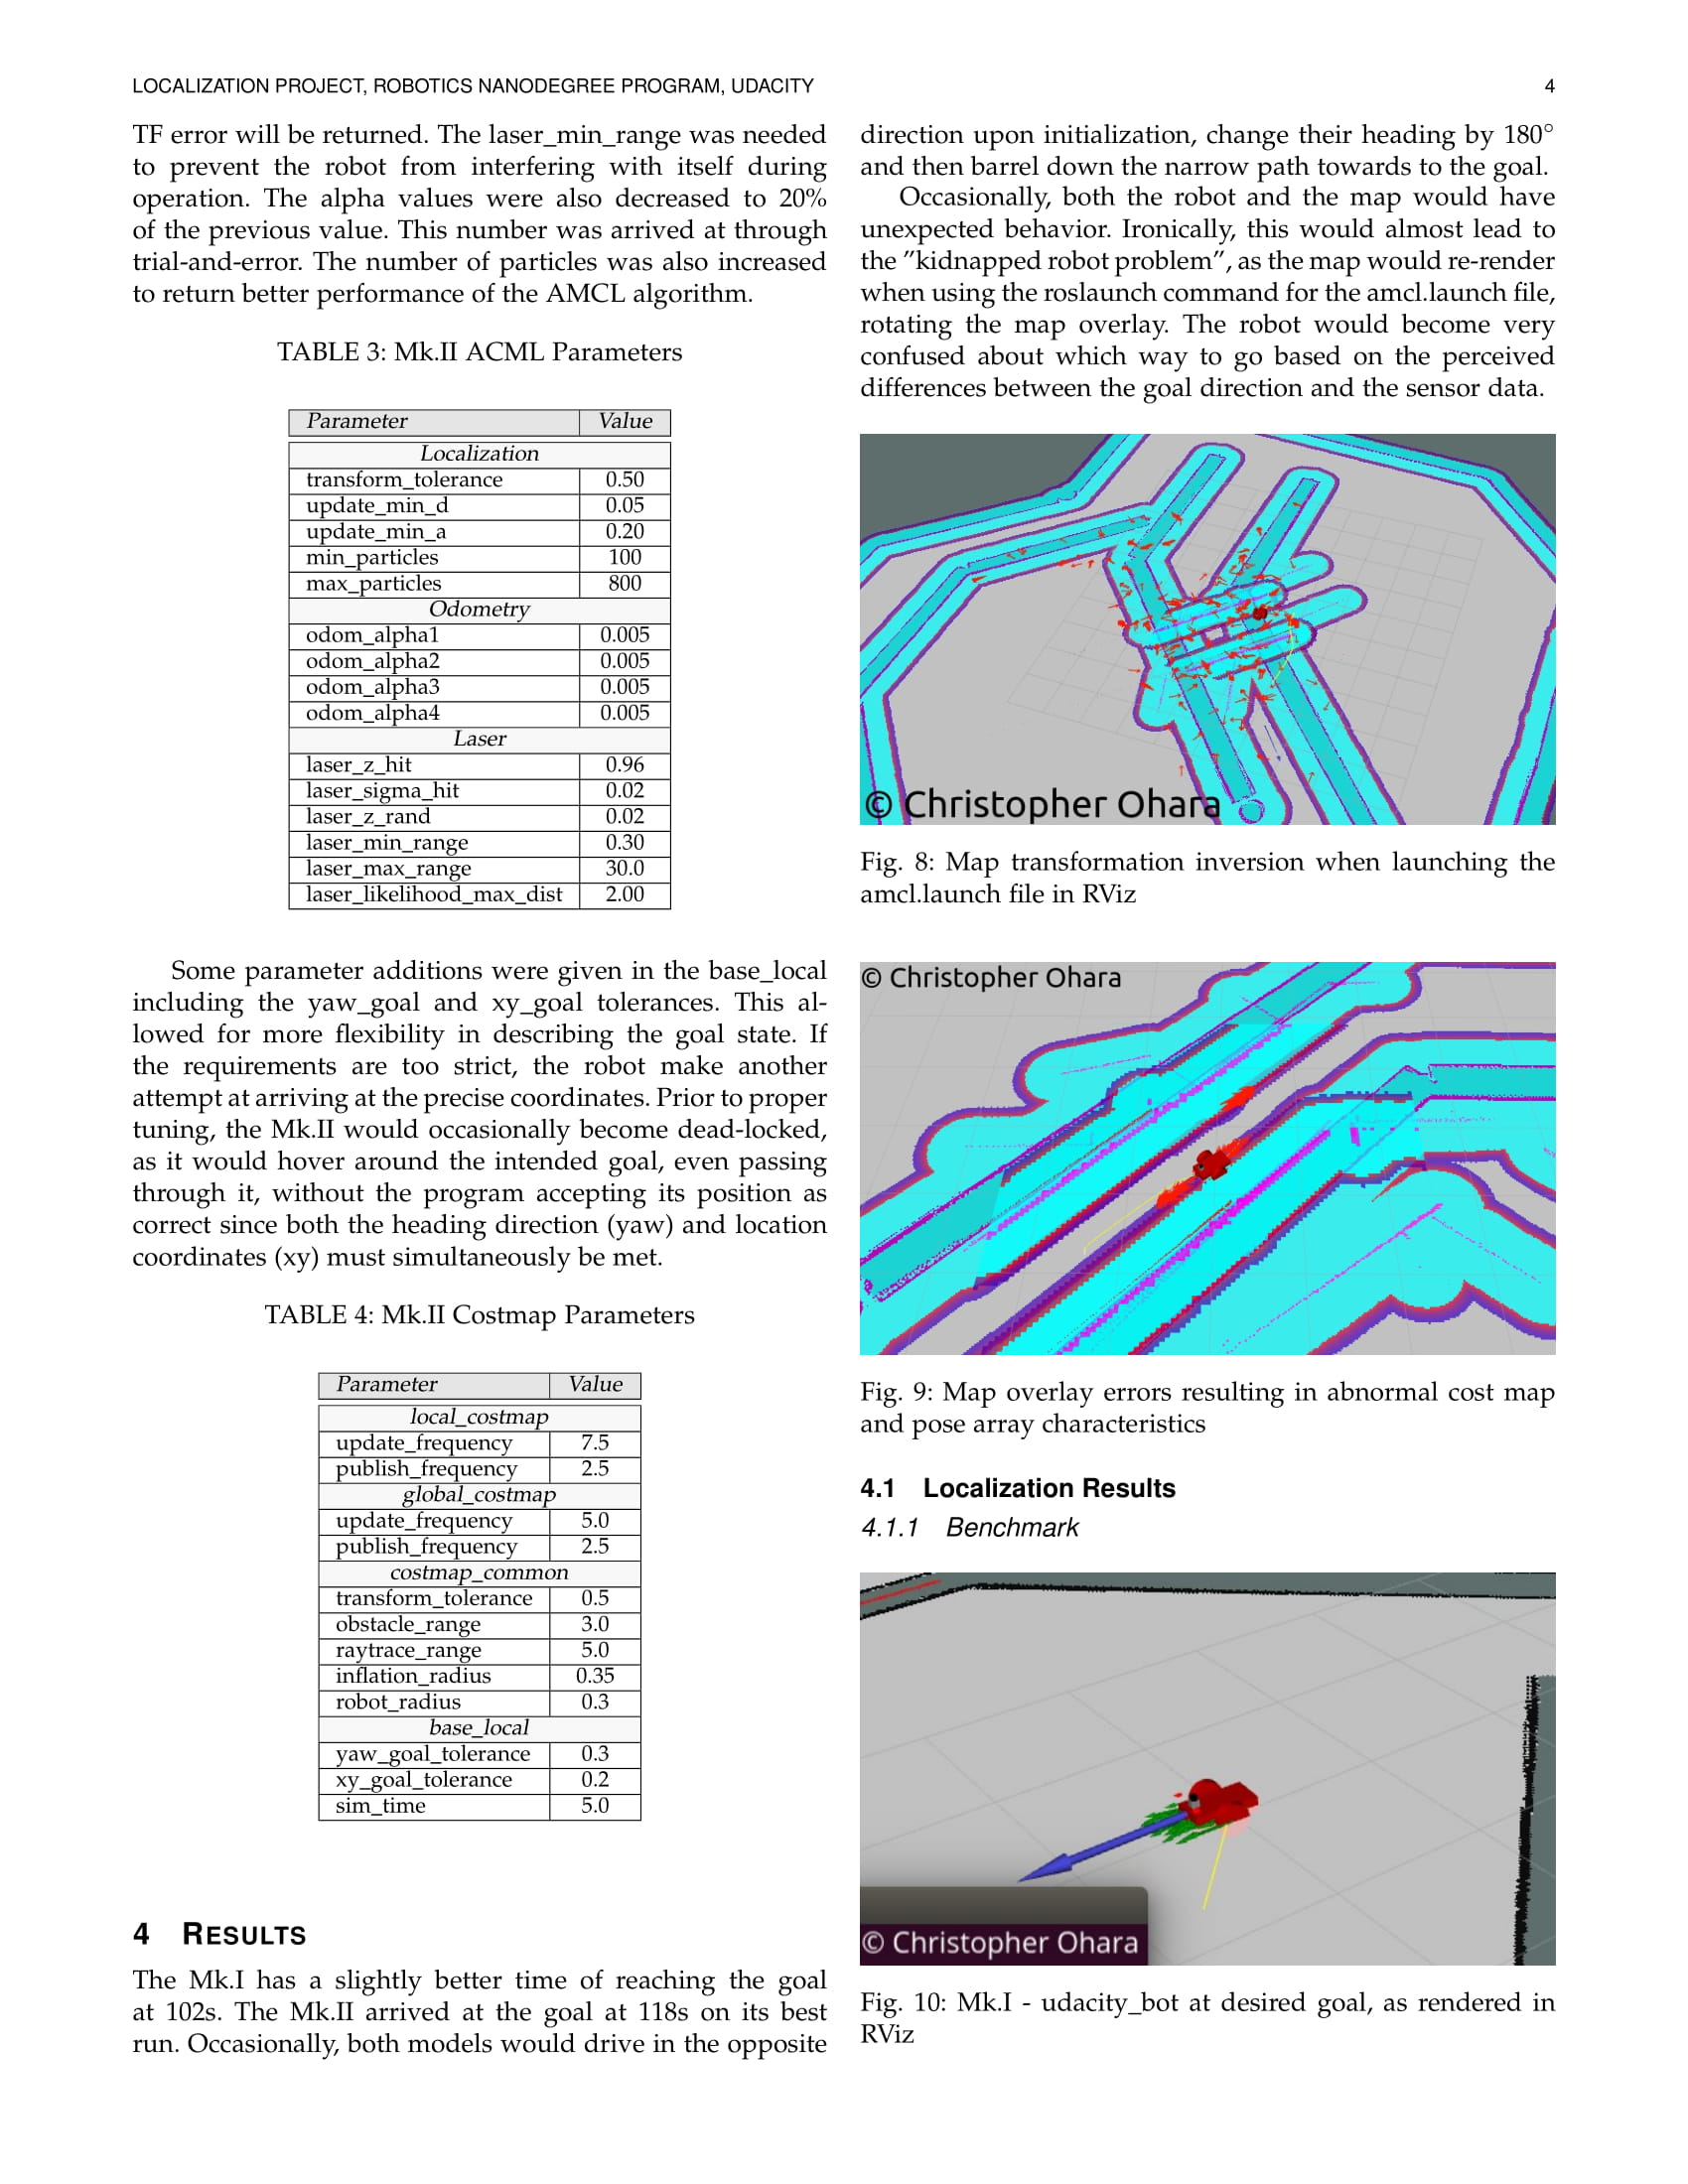 LOCALIZATION PROJECT, ROBOTICS NANODEGREE PROGRAM, UDACITY 4
TF error will be returned. The laser_min_range was needed
to prevent the robot from interfering with itself during
operation. The alpha values were also decreased to 20%
of the previous value. This number was arrived at through
trial-and-error. The number of particles was also increased
to return better performance of the AMCL algorithm.
TABLE 3: Mk.II ACML Parameters
Parameter Value
Localization
transform_tolerance 0.50
update_min_d 0.05
update_min_a 0.20
min_particles 100
max_particles 800
Odometry
odom_alpha1 0.005
odom_alpha2 0.005
odom_alpha3 0.005
odom_alpha4 0.005
Laser
laser_z_hit 0.96
laser_sigma_hit 0.02
laser_z_rand 0.02
laser_min_range 0.30
laser_max_range 30.0
laser_likelihood_max_dist 2.00
Some parameter additions were given in the base_local
including the yaw_goal and xy_goal tolerances. This al-
lowed for more flexibility in describing the goal state. If
the requirements are too strict, the robot make another
attempt at arriving at the precise coordinates. Prior to proper
tuning, the Mk.II would occasionally become dead-locked,
as it would hover around the intended goal, even passing
through it, without the program accepting its position as
correct since both the heading direction (yaw) and location
coordinates (xy) must simultaneously be met.
TABLE 4: Mk.II Costmap Parameters
Parameter Value
local_costmap
update_frequency 7.5
publish_frequency 2.5
global_costmap
update_frequency 5.0
publish_frequency 2.5
costmap_common
transform_tolerance 0.5
obstacle_range 3.0
raytrace_range 5.0
inflation_radius 0.35
robot_radius 0.3
base_local
yaw_goal_tolerance 0.3
xy_goal_tolerance 0.2
sim_time 5.0
4 RESULTS
The Mk.I has a slightly better time of reaching the goal
at 102s. The Mk.II arrived at the goal at 118s on its best
run. Occasionally, both models would drive in the opposite
direction upon initialization, change their heading by 180°
and then barrel down the narrow path towards to the goal.
Occasionally, both the robot and the map would have
unexpected behavior. Ironically, this would almost lead to
the ”kidnapped robot problem”, as the map would re-render
when using the roslaunch command for the amcl.launch file,
rotating the map overlay. The robot would become very
confused about which way to go based on the perceived
differences between the goal direction and the sensor data.
© Christopher Ohara
Fig. 8: Map transformation inversion when launching the
amcl.launch file in RViz
© Christopher Ohara
Fig. 9: Map overlay errors resulting in abnormal cost map
and pose array characteristics
4.1 Localization Results
4.1.1 Benchmark
© Christopher Ohara
Fig. 10: Mk.I - udacity_bot at desired goal, as rendered in
RViz